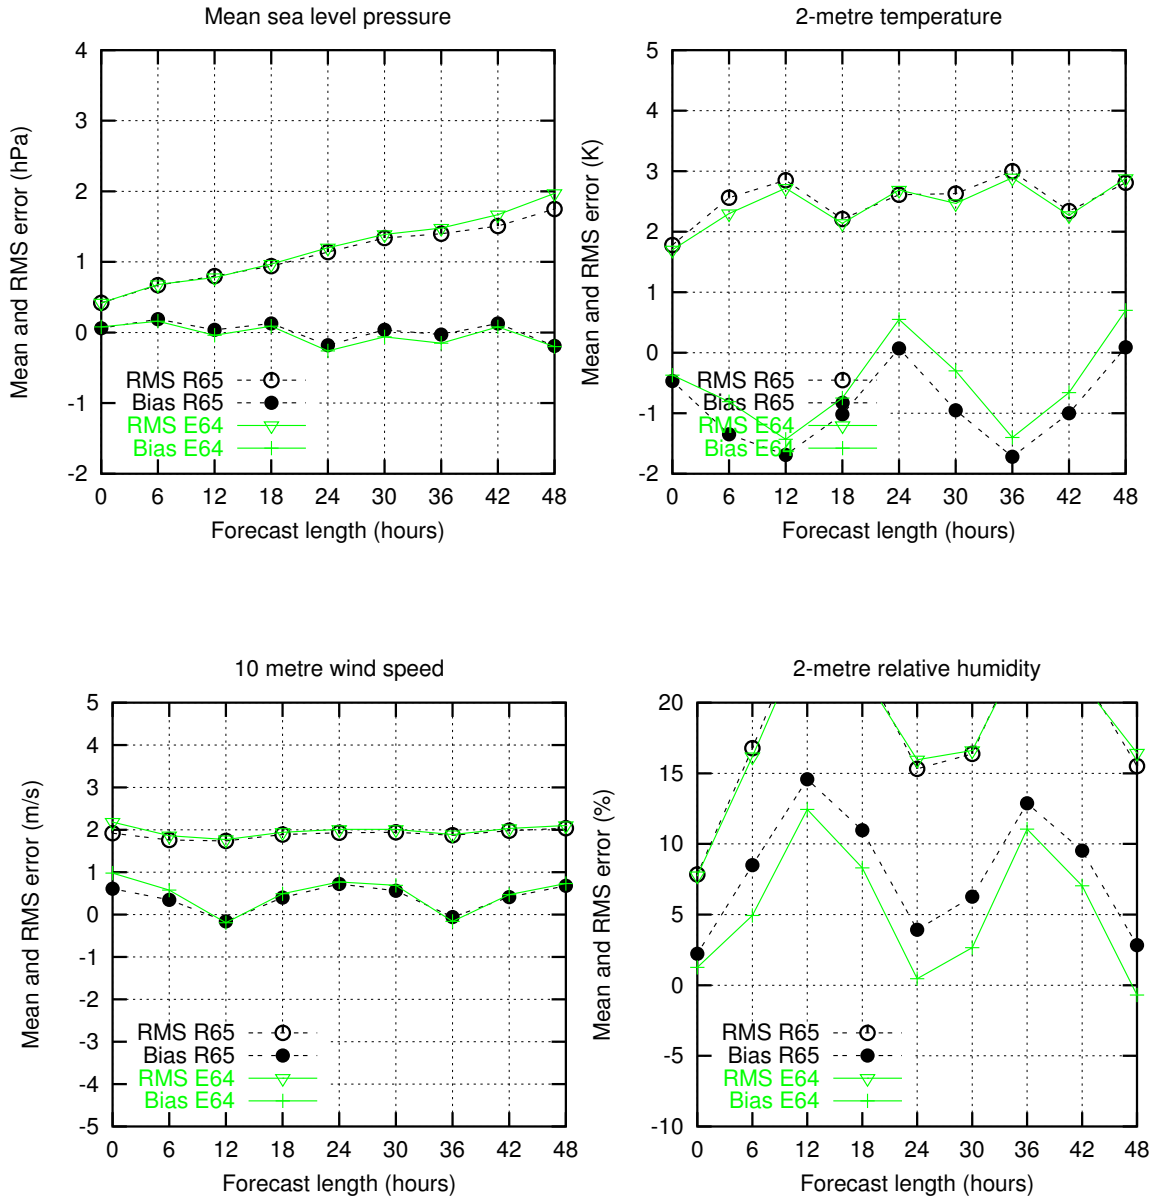 Mean sea level pressure
4
3
2
1
0
-1
-2
Mean and RMS error (hPa)
RMS R65
Bias R65
RMS E64
Bias E64
0 6 12 18 24 30 36 42 48
Forecast length (hours)
2-metre temperature
5
4
3
2
1
0
-1
-2
Mean and RMS error (K)
RMS R65
Bias R65
RMS E64
Bias E64
0 6 12 18 24 30 36 42 48
Forecast length (hours)
10 metre wind speed
5
4
3
2
1
0
-1
-2
-3
-4
-5
Mean and RMS error (m/s)
RMS R65
Bias R65
RMS E64
Bias E64
0 6 12 18 24 30 36 42 48
Forecast length (hours)
2-metre relative humidity
20
15
10
5
0
-5
-10
Mean and RMS error (%)
RMS R65
Bias R65
RMS E64
Bias E64
0 6 12 18 24 30 36 42 48
Forecast length (hours)